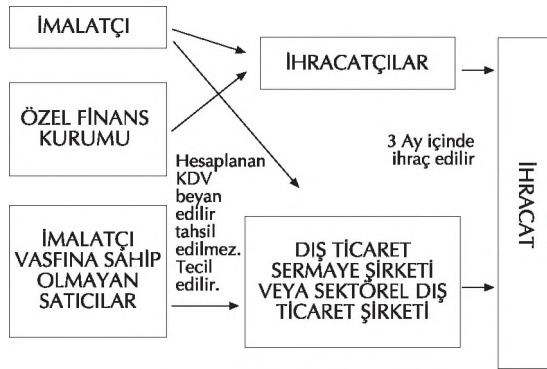 İMALATÇI
İHRACATÇILAR
ÖZEL FİNANS
KURUMU
3 Ay içinde
ihraç edilir
Hesaplanan
KDV
beyan
edilir
tahsil
edilmez.
Tecil
edilir.
İMALATÇI
VASFINA SAHİP
OLMAYAN
SATICILAR
DIŞ TİCARET
SERMAYE ŞİRKETİ
VEYA SEKTÖREL DIŞ
TİCARET ŞİRKETİ
İHRACAT